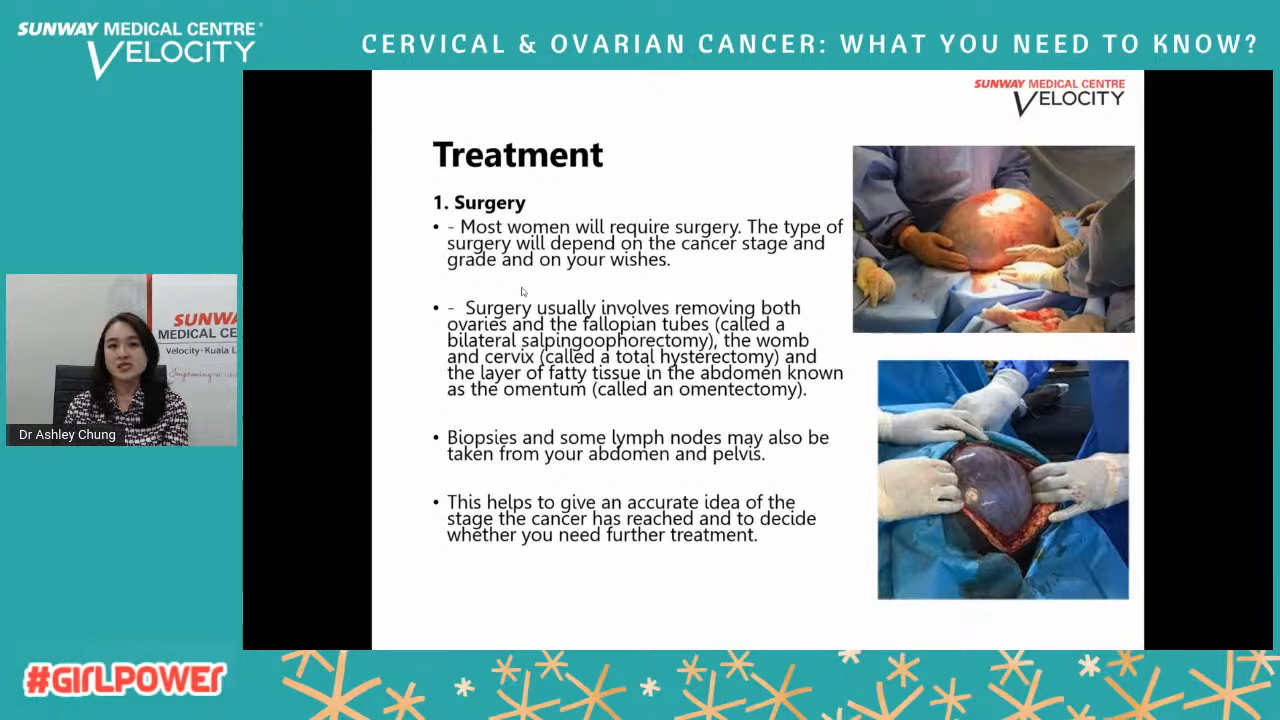 SUNWAY MEDICAL CENTRE®
VELOCITY
CERVICAL & OVARIAN CANCER: WHAT YOU NEED TO KNOW?
SUNWAY MEDICAL CENTRE
VELOCITY
Treatment
1. Surgery
• - Most women will require surgery. The type of
surgery will depend on the cancer stage and
grade and on your wishes.
• - Surgery usually involves removing both
ovaries and the fallopian tubes (called a
bilateral salpingoophorectomy), the womb
and cervix (called a total hysterectomy) and
the layer of fatty tissue in the abdomen known
as the omentum (called an omentectomy).
• Biopsies and some lymph nodes may also be
taken from your abdomen and pelvis.
• This helps to give an accurate idea of the
stage the cancer has reached and to decide
whether you need further treatment.
SUNW
MEDICAL CE
Velocity - Kuala L
Dr Ashley Chung
#GIRLPOWER